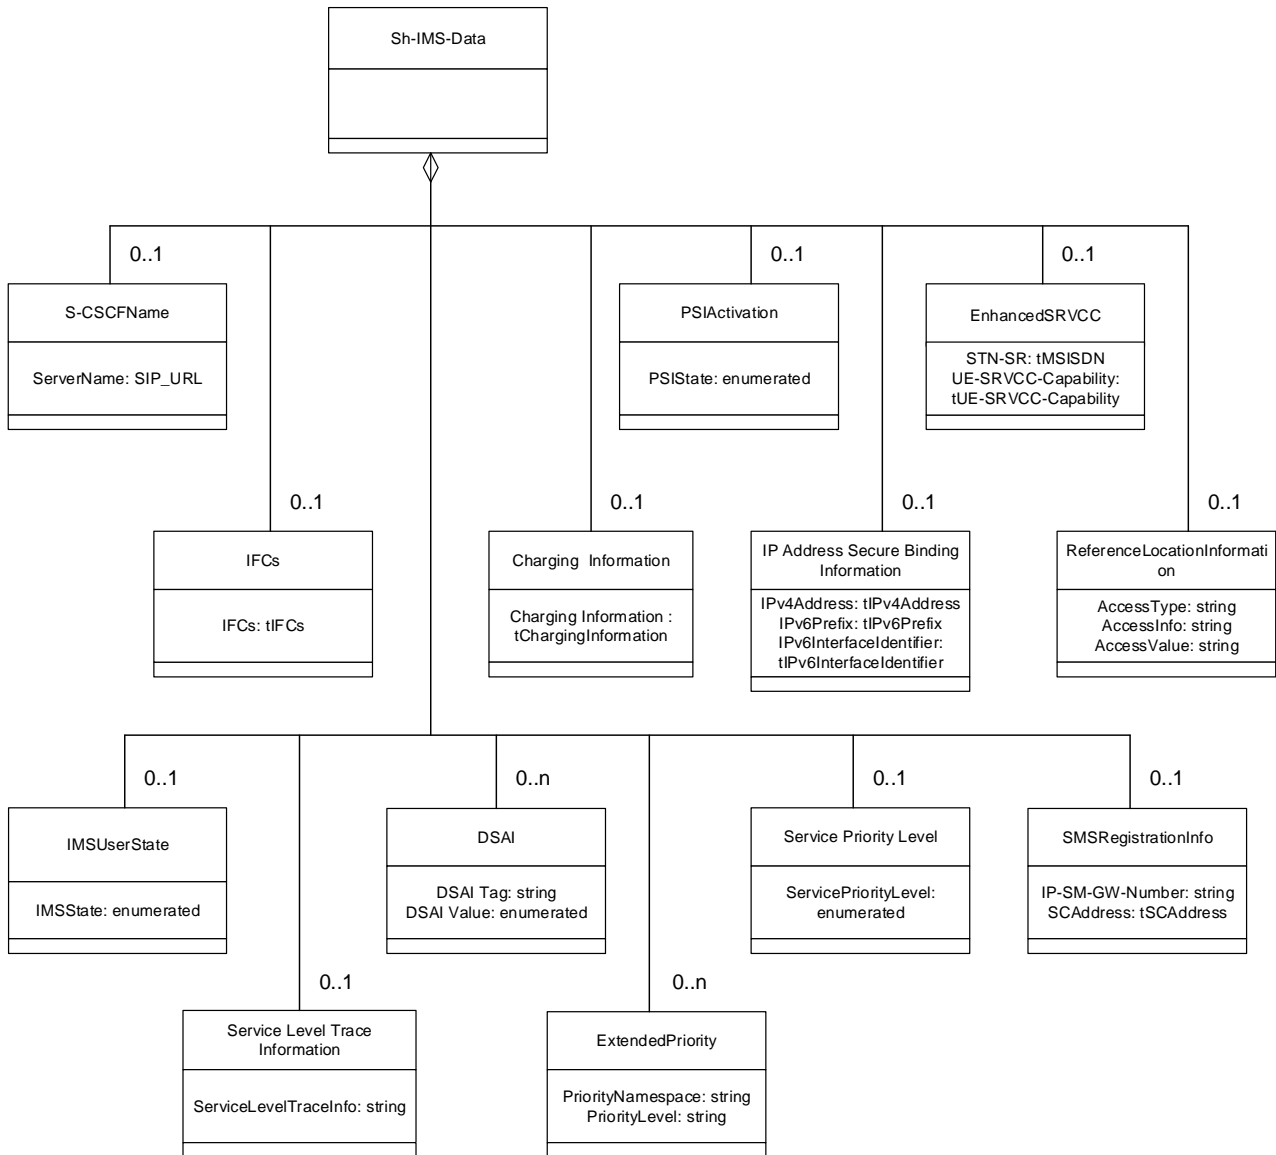 Sh-IMS-Data
0..1
0..1
0..1
S-CSCFName
ServerName: SIP_URL
PSIActivation
PSIState: enumerated
EnhancedSRVCC
STN-SR: tMSISDN
UE-SRVCC-Capability:
tUE-SRVCC-Capability
0..1
0..1
0..1
0..1
IFCs
IFCs: tIFCs
Charging Information
Charging Information :
tChargingInformation
IP Address Secure Binding
Information
IPv4Address: tIPv4Address
IPv6Prefix: tIPv6Prefix
IPv6InterfaceIdentifier:
tIPv6InterfaceIdentifier
ReferenceLocationInformati
on
AccessType: string
AccessInfo: string
AccessValue: string
0..1
0..n
0..1
0..1
IMSUserState
IMSState: enumerated
DSAI
DSAI Tag: string
DSAI Value: enumerated
Service Priority Level
ServicePriorityLevel:
enumerated
SMSRegistrationInfo
IP-SM-GW-Number: string
SCAddress: tSCAddress
0..1
0..n
Service Level Trace
Information
ServiceLevelTraceInfo: string
ExtendedPriority
PriorityNamespace: string
PriorityLevel: string